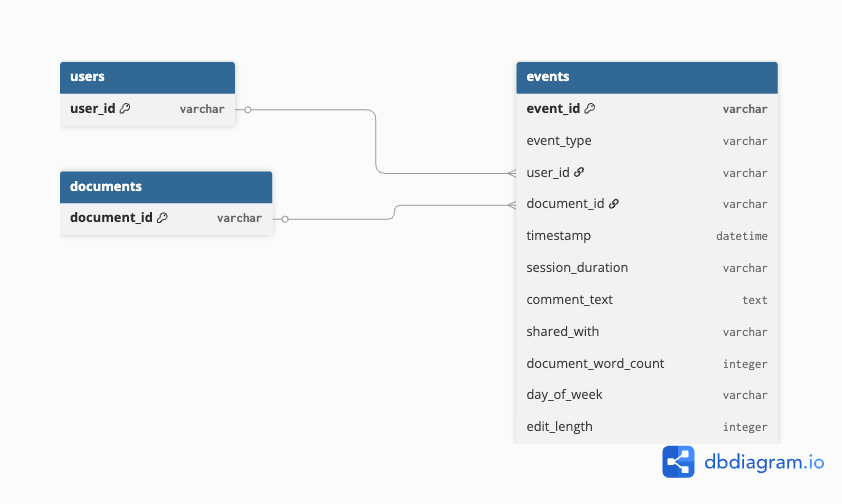 users
user_id varchar
documents
document_id varchar
events
event_id varchar
event_type varchar
user_id varchar
document_id varchar
timestamp datetime
session_duration varchar
comment_text text
shared_with varchar
document_word_count integer
day_of_week varchar
edit_length integer
dbdiagram.io